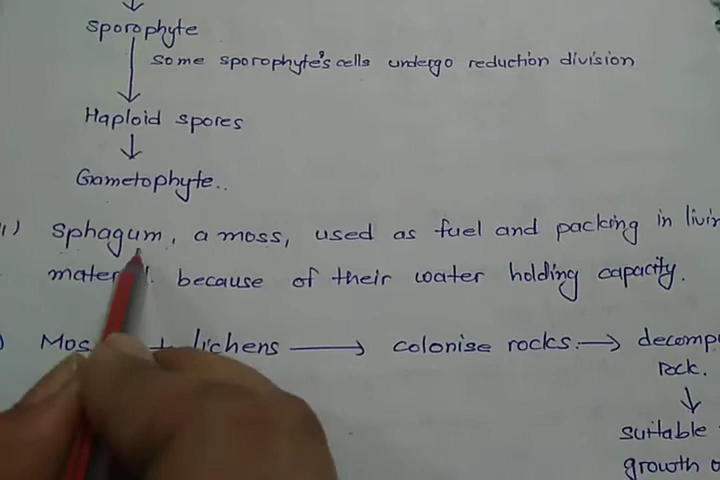 Sporophyte
Some sporophyte's cells undergo reduction division
Haploid spores
Gametophyte..
Sphagum, a moss, used as fuel and packing in
because of their water holding capacity.
+ lichens → colonise rocks. →
rock.
suitable
growth